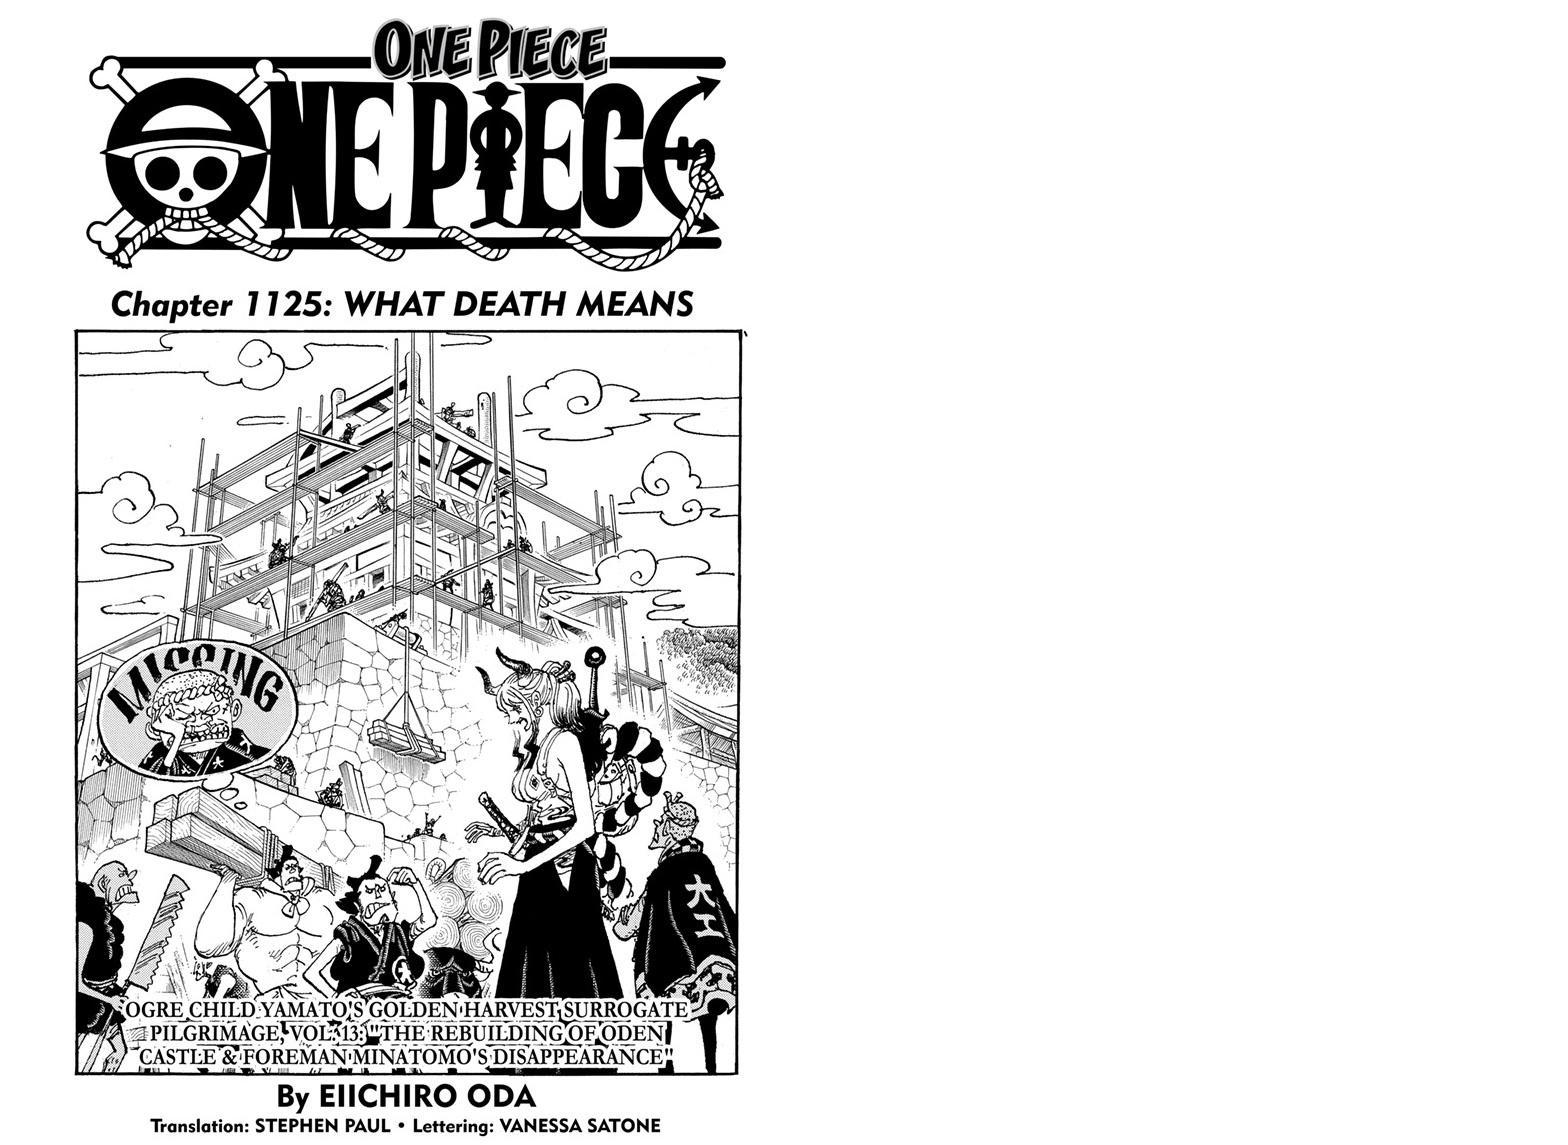 ONE PIECE
ONE PIECE
Chapter 1125: WHAT DEATH MEANS
MISSING
大
大工
OGRE CHILD YAMATO'S GOLDEN HARVEST SURROGATE
PILGRIMAGE, VOL. 13: "THE REBUILDING OF ODEN
CASTLE & FOREMAN MINATOMO'S DISAPPEARANCE"
By EIICHIRO ODA
Translation: STEPHEN PAUL • Lettering: VANESSA SATONE